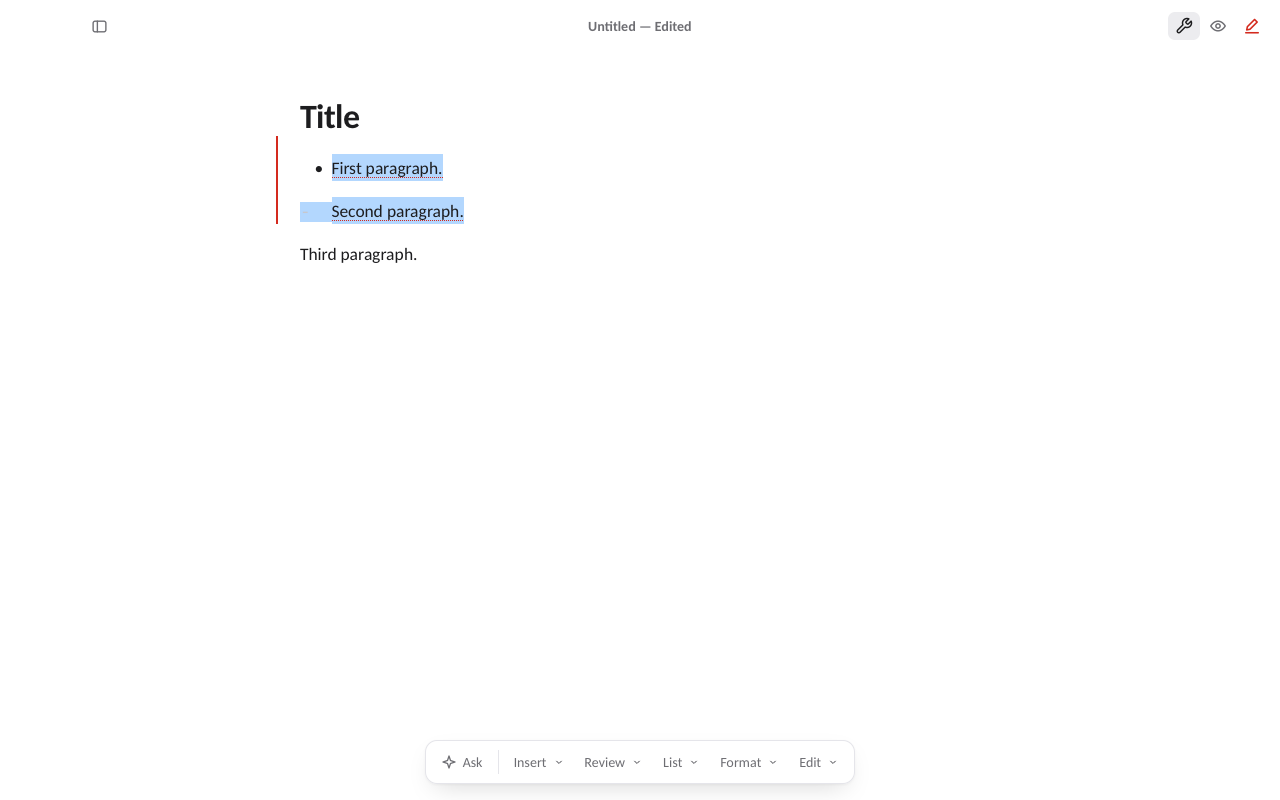 Untitled — Edited
Title
• First paragraph.
Second paragraph.
Third paragraph.
Ask Insert Review List Format Edit